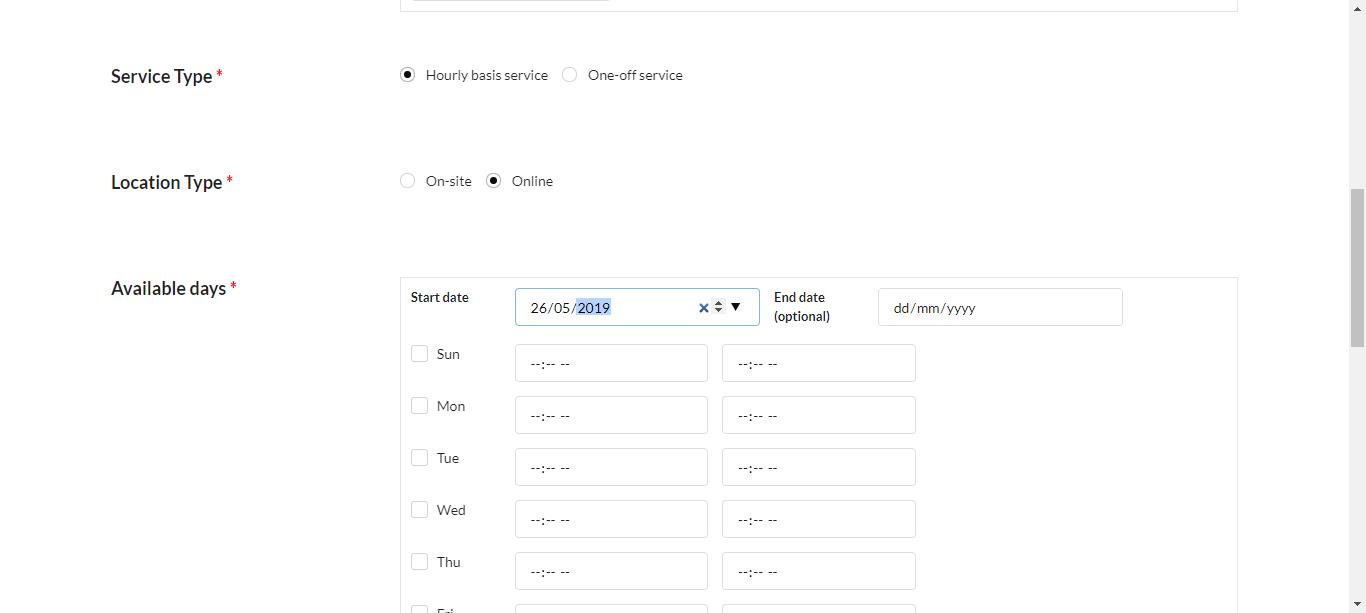 Service Type *
Hourly basis service One-off service
Location Type *
On-site Online
Available days *
Start date 26/05/2019 End date (optional) dd/mm/yyyy
Sun --:-- -- --:-- --
Mon --:-- -- --:-- --
Tue --:-- -- --:-- --
Wed --:-- -- --:-- --
Thu --:-- -- --:-- --
Fri